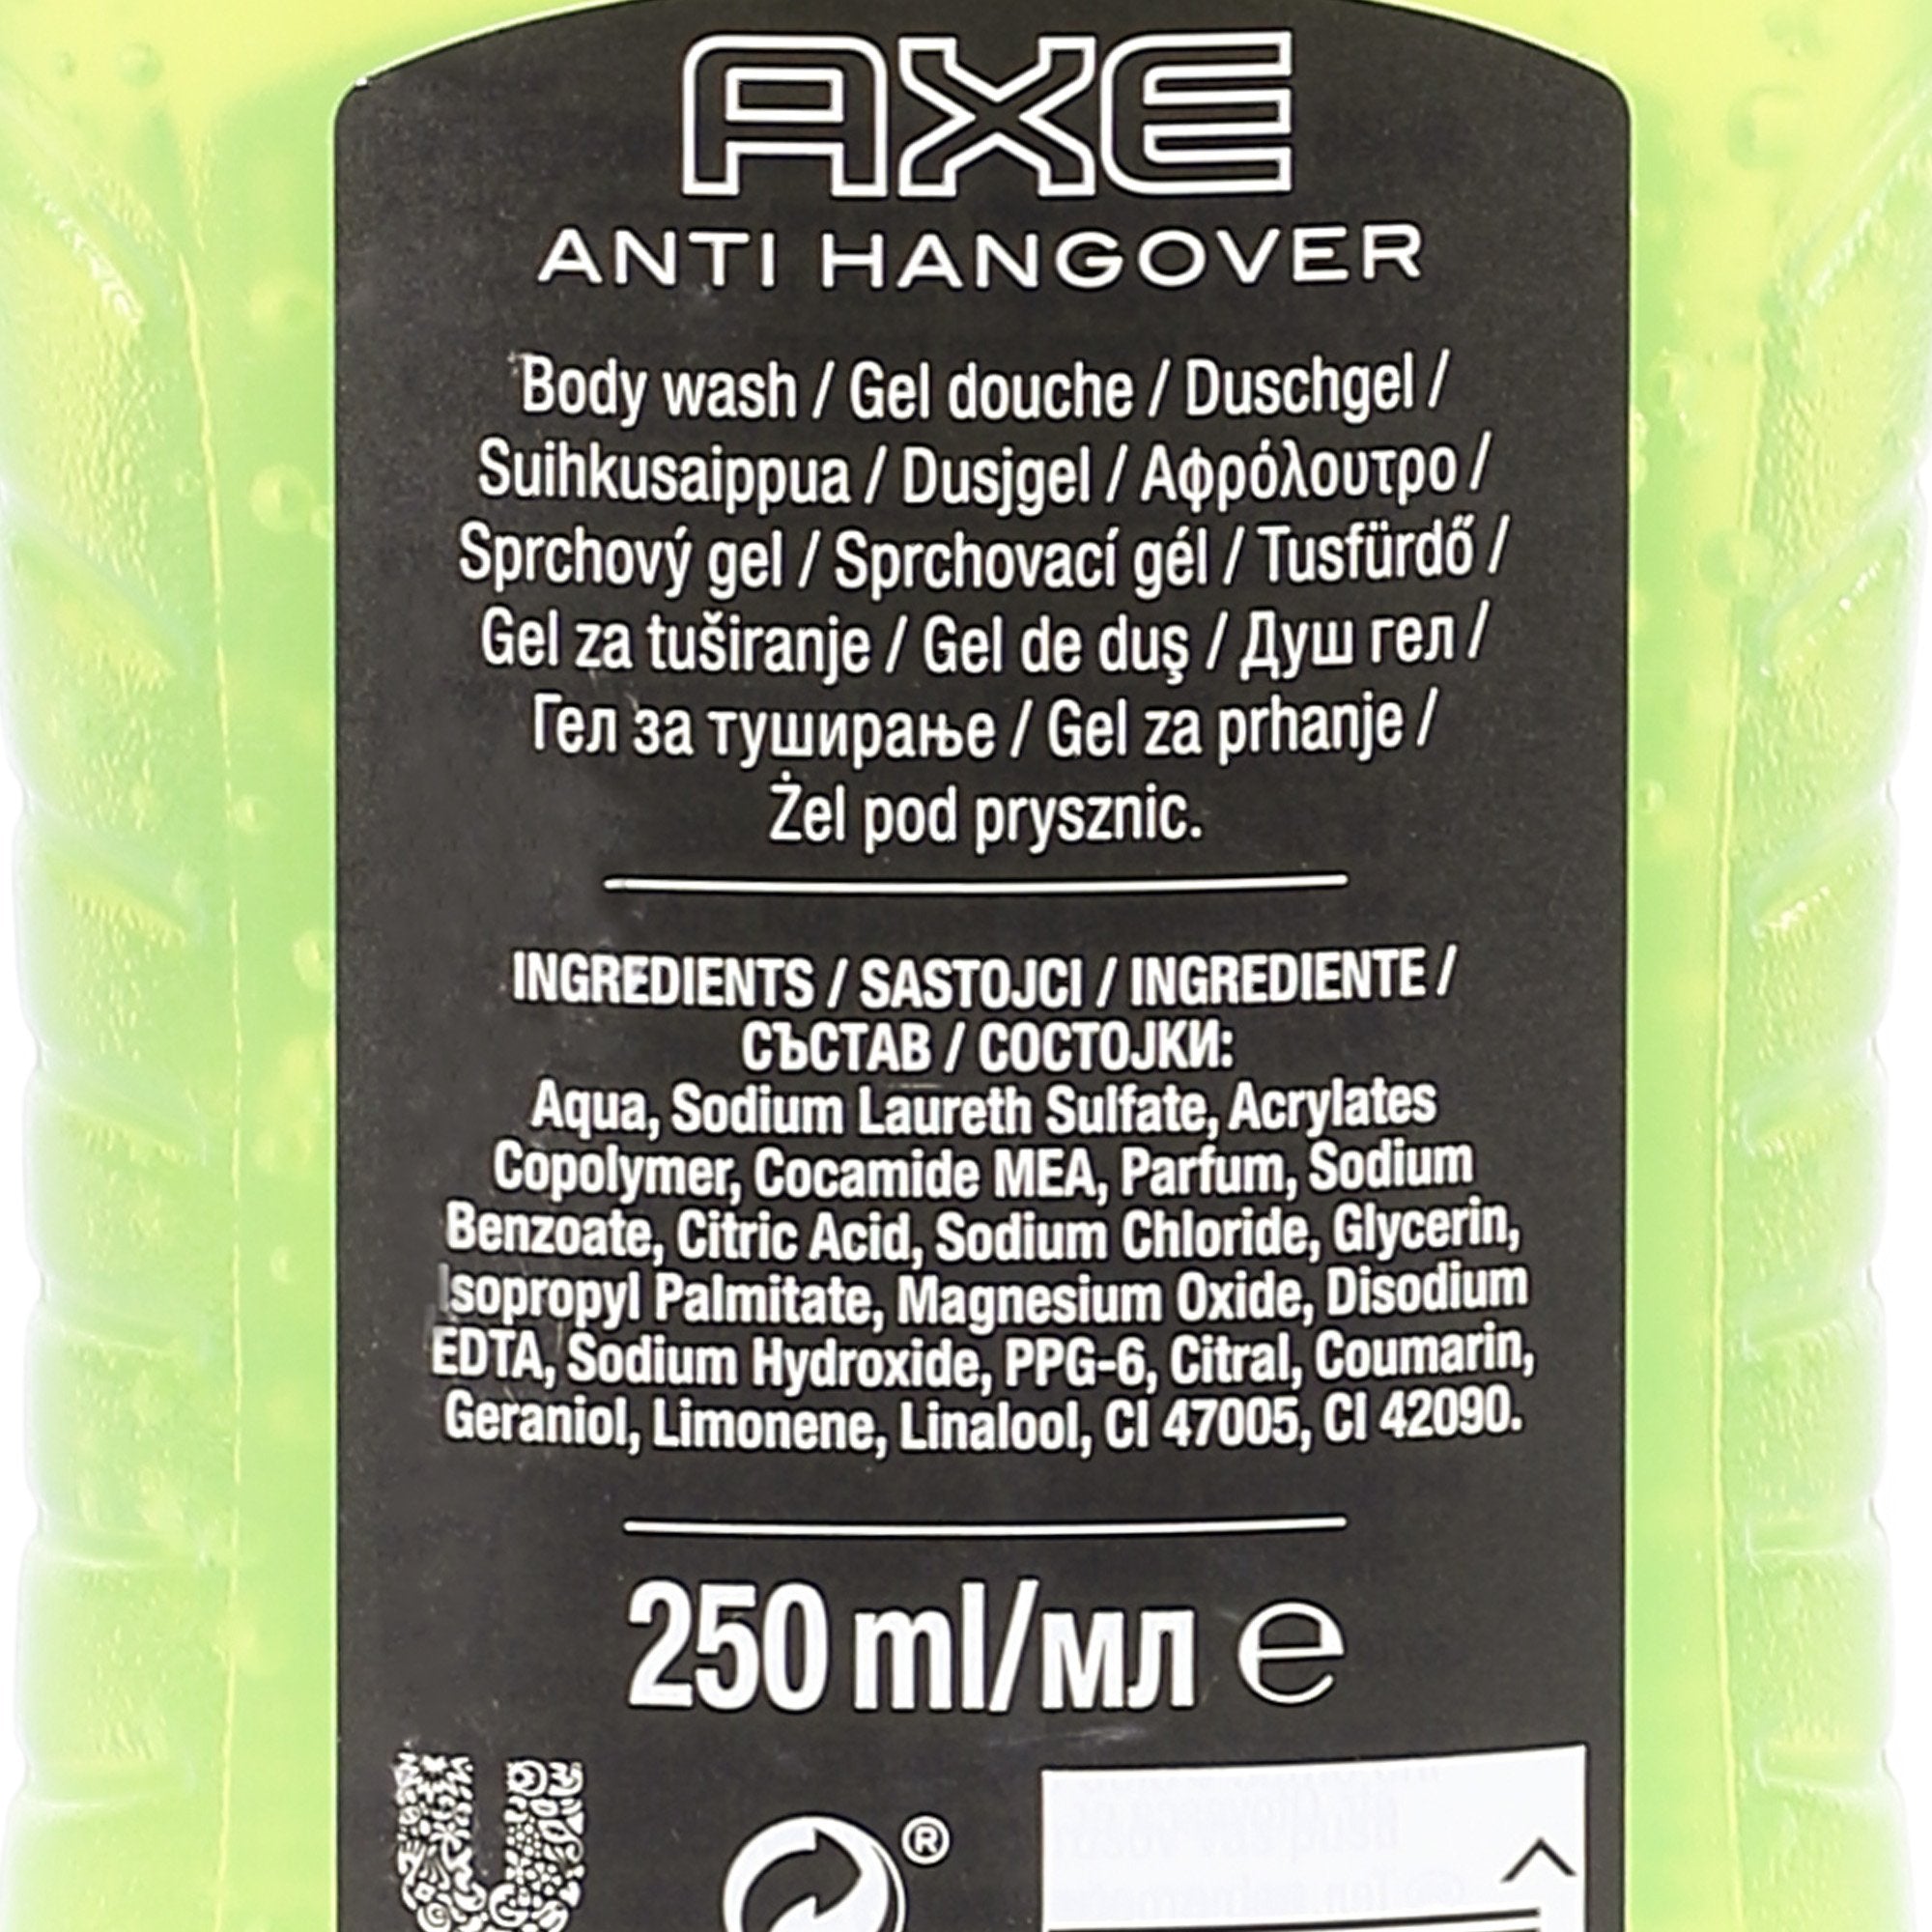 AXE
ANTI HANGOVER
Body wash / Gel douche / Duschgel /
Suihkusaippua / Dusjgel / Αφρόλουτρο /
Sprchový gel / Sprchovací gél / Tusfürdő /
Gel za tuširanje / Gel de duş / Душ гел /
Гел за туширање / Gel za prhanje /
Żel pod prysznic.
INGREDIENTS / SASTOJCI / INGREDIENTE /
СЪСТАВ / СОСТОЈКИ:
Aqua, Sodium Laureth Sulfate, Acrylates
Copolymer, Cocamide MEA, Parfum, Sodium
Benzoate, Citric Acid, Sodium Chloride, Glycerin,
Isopropyl Palmitate, Magnesium Oxide, Disodium
EDTA, Sodium Hydroxide, PPG-6, Citral, Coumarin,
Geraniol, Limonene, Linalool, CI 47005, CI 42090.
250 ml/мл ℮
®